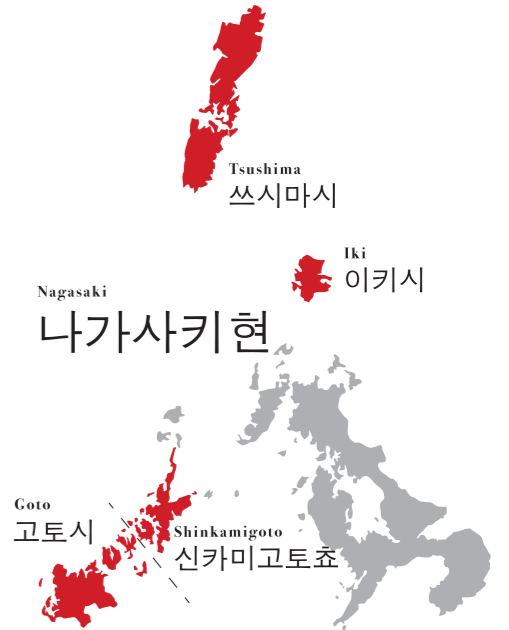 Tsushima
쓰시마시
Iki
이키시
Nagasaki
나가사키현
Goto
고토시
Shinkamigoto
신카미고토쵸